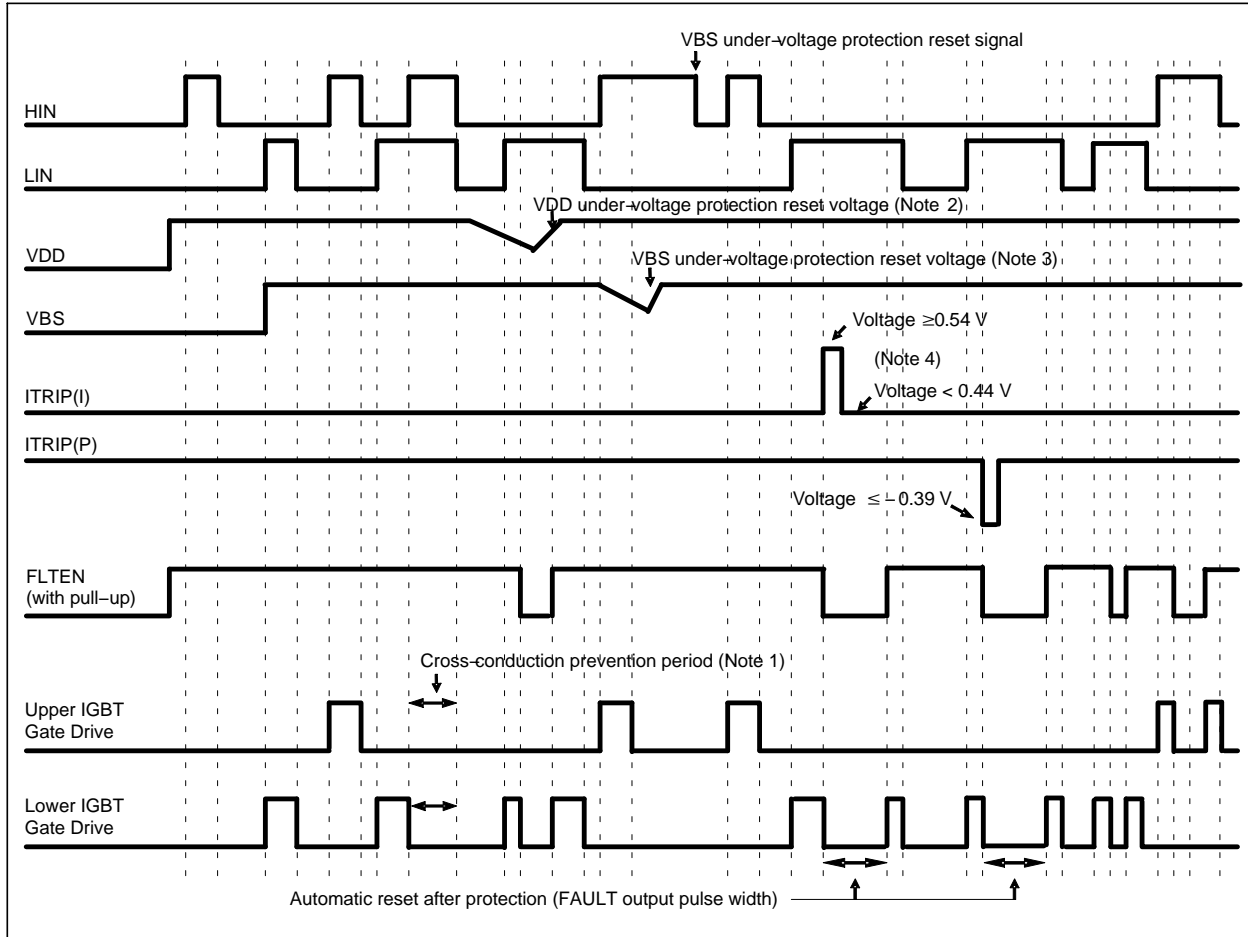 VBS under-voltage protection reset signal
HIN
LIN
VDD under-voltage protection reset voltage (Note 2)
VDD
VBS under-voltage protection reset voltage (Note 3)
VBS
Voltage ≥0.54 V
(Note 4)
Voltage < 0.44 V
ITRIP(I)
ITRIP(P)
Voltage ≤ −0.39 V
FLTEN
(with pull-up)
Cross-conduction prevention period (Note 1)
Upper IGBT
Gate Drive
Lower IGBT
Gate Drive
Automatic reset after protection (FAULT output pulse width)